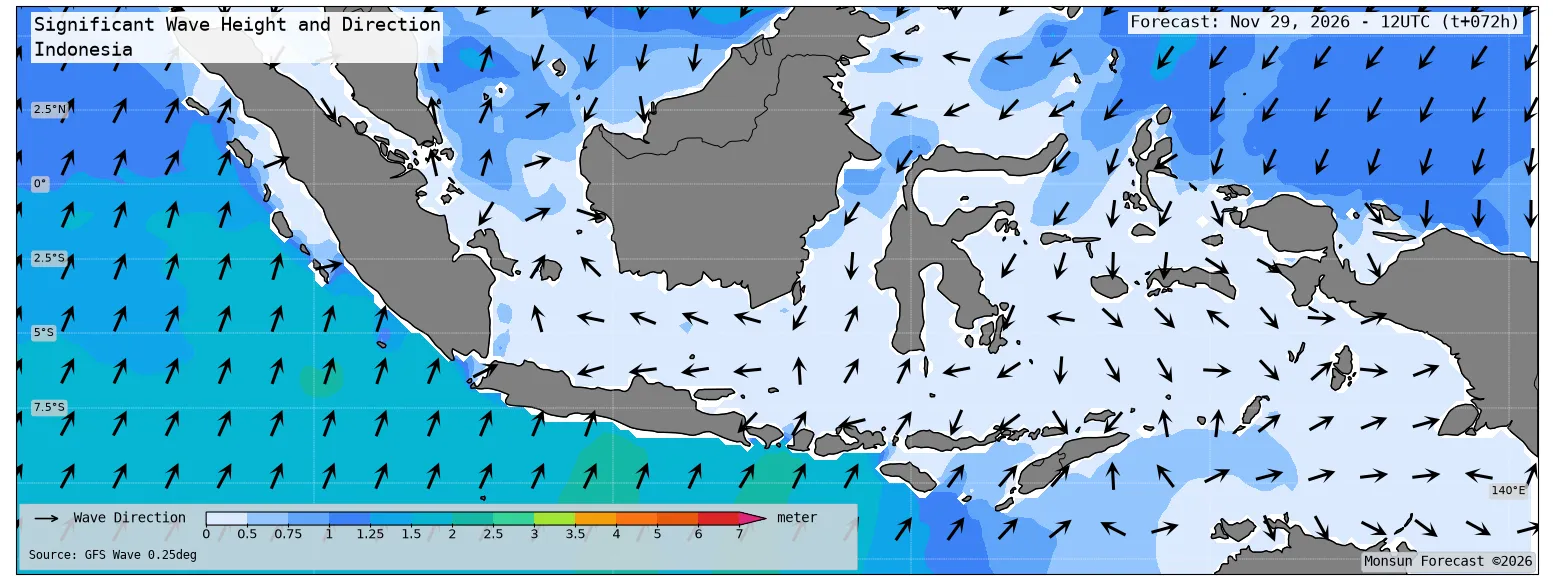 Significant Wave Height and Direction
Indonesia
Forecast: Nov 29, 2026 - 12UTC (t+072h)
2.5°N
0°
2.5°S
5°S
7.5°S
140°E
Wave Direction
0 0.5 0.75 1 1.25 1.5 2 2.5 3 3.5 4 5 6 7
meter
Source: GFS Wave 0.25deg
Monsun Forecast ©2026